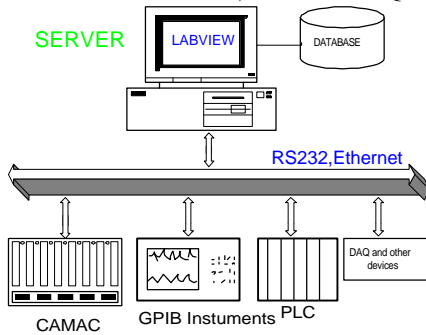 SERVER
LABVIEW
DATABASE
RS232,Ethernet
DAQ and other
devices
CAMAC
GPIB Instuments
PLC